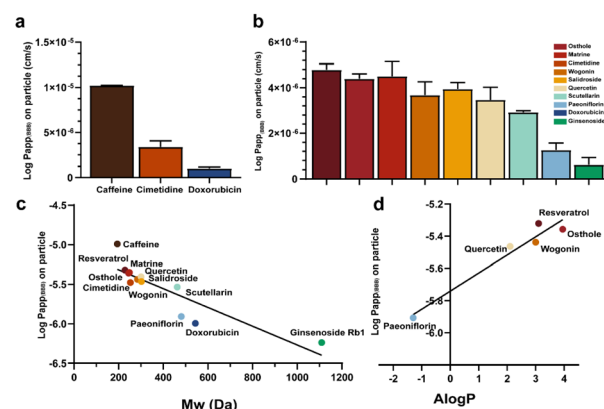 a
Log Papp(BBB) on particle (cm/s)
1.5×10⁻⁵
1×10⁻⁵
5×10⁻⁶
0
Caffeine Cimetidine Doxorubicin
b
Log Papp(BBB) on particle (cm/s)
6×10⁻⁶
4×10⁻⁶
2×10⁻⁶
0
Osthole
Matrine
Cimetidine
Wogonin
Salidroside
Quercetin
Scutellarin
Paeoniflorin
Doxorubicin
Ginsenoside
c
Log Papp(BBB) on particle
-4.5
-5.0
-5.5
-6.0
-6.5
Caffeine
Resveratrol
Matrine
Quercetin
Osthole
Salidroside
Cimetidine
Wogonin
Scutellarin
Paeoniflorin
Doxorubicin
Ginsenoside Rb1
0 200 400 600 800 1000 1200
Mw (Da)
d
Log Papp(BBB) on particle
-5.2
-5.4
-5.6
-5.8
-6.0
Resveratrol
Osthole
Quercetin
Wogonin
Paeoniflorin
-2 -1 0 1 2 3 4
AlogP